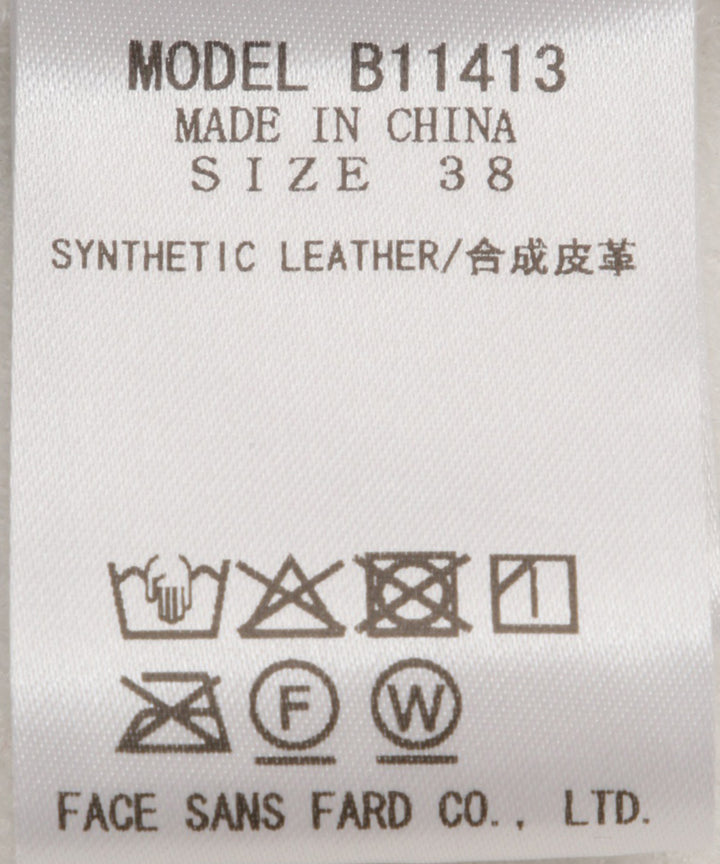 MODEL B11413
MADE IN CHINA
SIZE 38
SYNTHETIC LEATHER/合成皮革
F W
FACE SANS FARD CO., LTD.